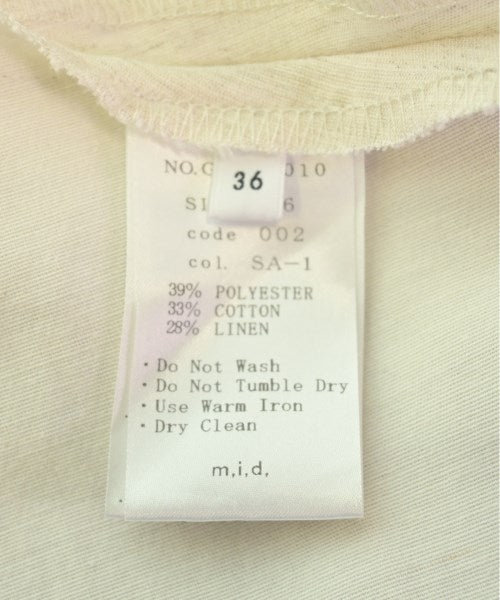 NO.G 010
36
SI 6
code 002
col. SA-1
39% POLYESTER
33% COTTON
28% LINEN
・Do Not Wash
・Do Not Tumble Dry
・Use Warm Iron
・Dry Clean
m,i,d,